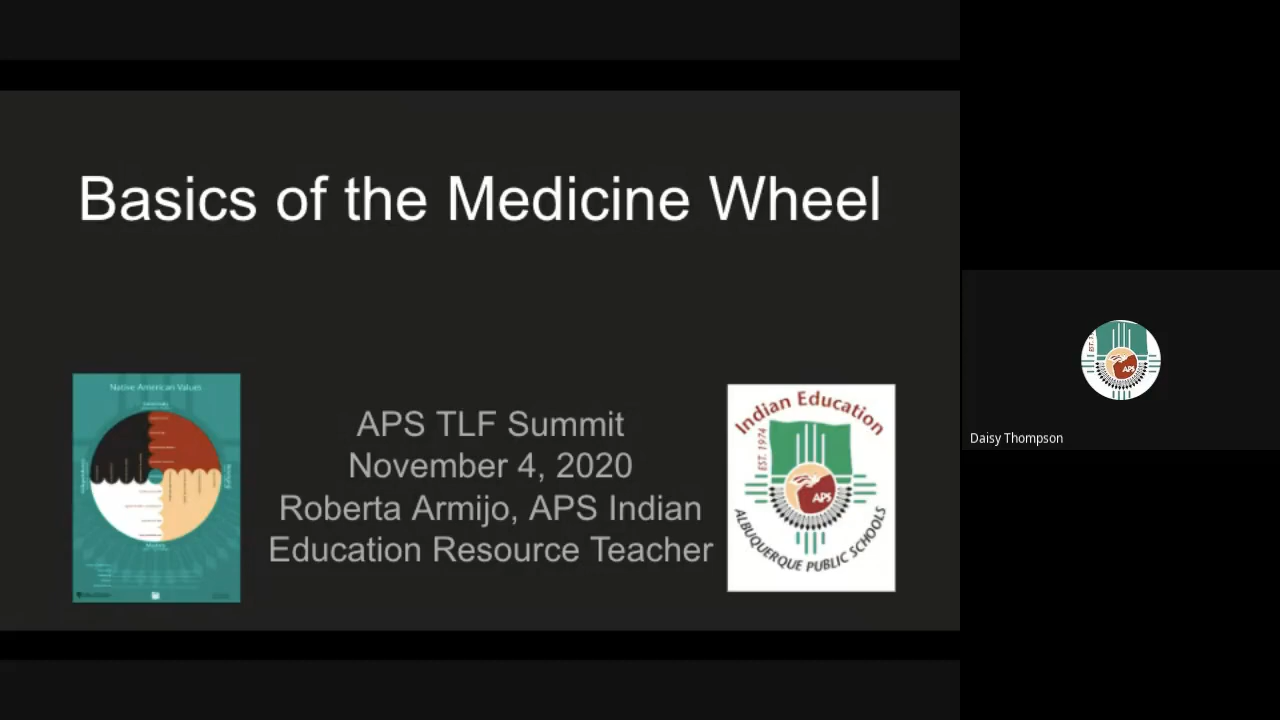 Basics of the Medicine Wheel
Native American Values
APS TLF Summit
November 4, 2020
Roberta Armijo, APS Indian
Education Resource Teacher
Indian Education
EST. 1974
APS
ALBUQUERQUE PUBLIC SCHOOLS
APS
Daisy Thompson